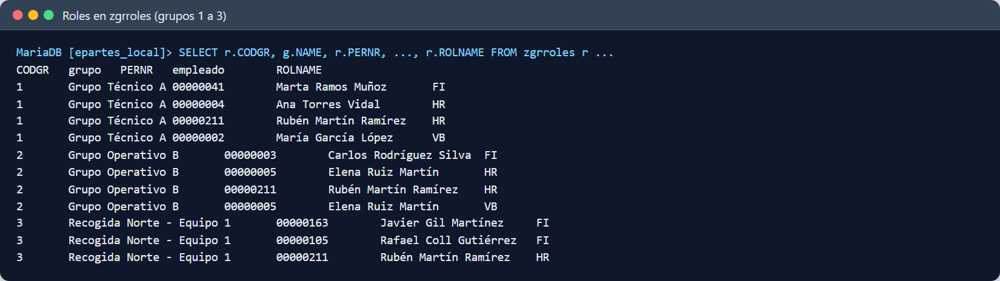 Roles en zgrroles (grupos 1 a 3)
MariaDB [epartes_local]> SELECT r.CODGR, g.NAME, r.PERNR, ..., r.ROLNAME FROM zgrroles r ...
CODGR grupo PERNR empleado ROLNAME
1 Grupo Técnico A 00000041 Marta Ramos Muñoz FI
1 Grupo Técnico A 00000004 Ana Torres Vidal HR
1 Grupo Técnico A 00000211 Rubén Martín Ramírez HR
1 Grupo Técnico A 00000002 María García López VB
2 Grupo Operativo B 00000003 Carlos Rodríguez Silva FI
2 Grupo Operativo B 00000005 Elena Ruiz Martín HR
2 Grupo Operativo B 00000211 Rubén Martín Ramírez HR
2 Grupo Operativo B 00000005 Elena Ruiz Martín VB
3 Recogida Norte - Equipo 1 00000163 Javier Gil Martínez FI
3 Recogida Norte - Equipo 1 00000105 Rafael Coll Gutiérrez FI
3 Recogida Norte - Equipo 1 00000211 Rubén Martín Ramírez HR